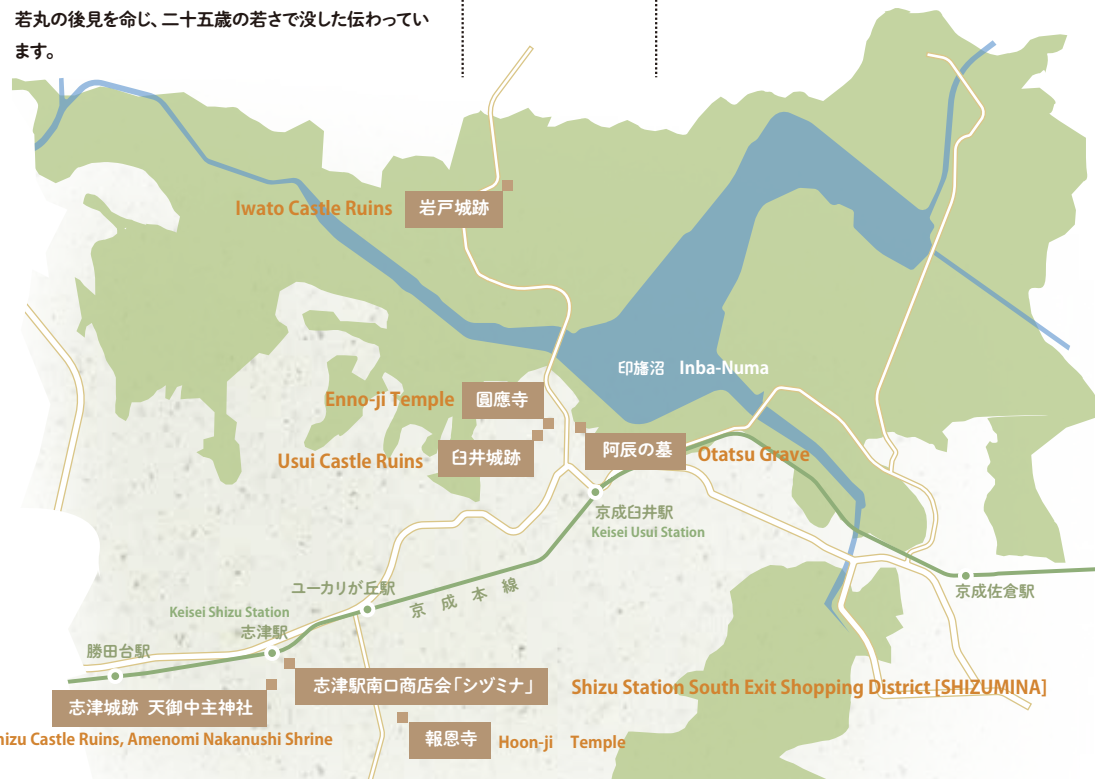 若丸の後見を命じ、二十五歳の若さで没した伝わってい
ます。
Iwato Castle Ruins 岩戸城跡
印旛沼 Inba-Numa
Enno-ji Temple 圓應寺
Usui Castle Ruins 臼井城跡
阿辰の墓 Otatsu Grave
京成臼井駅
Keisei Usui Station
京成佐倉駅
ユーカリが丘駅
京成本線
Keisei Shizu Station
志津駅
勝田台駅
志津駅南口商店会「シヅミナ」 Shizu Station South Exit Shopping District [SHIZUMINA]
志津城跡 天御中主神社
hizu Castle Ruins, Amenomi Nakanushi Shrine
報恩寺 Hoon-ji Temple